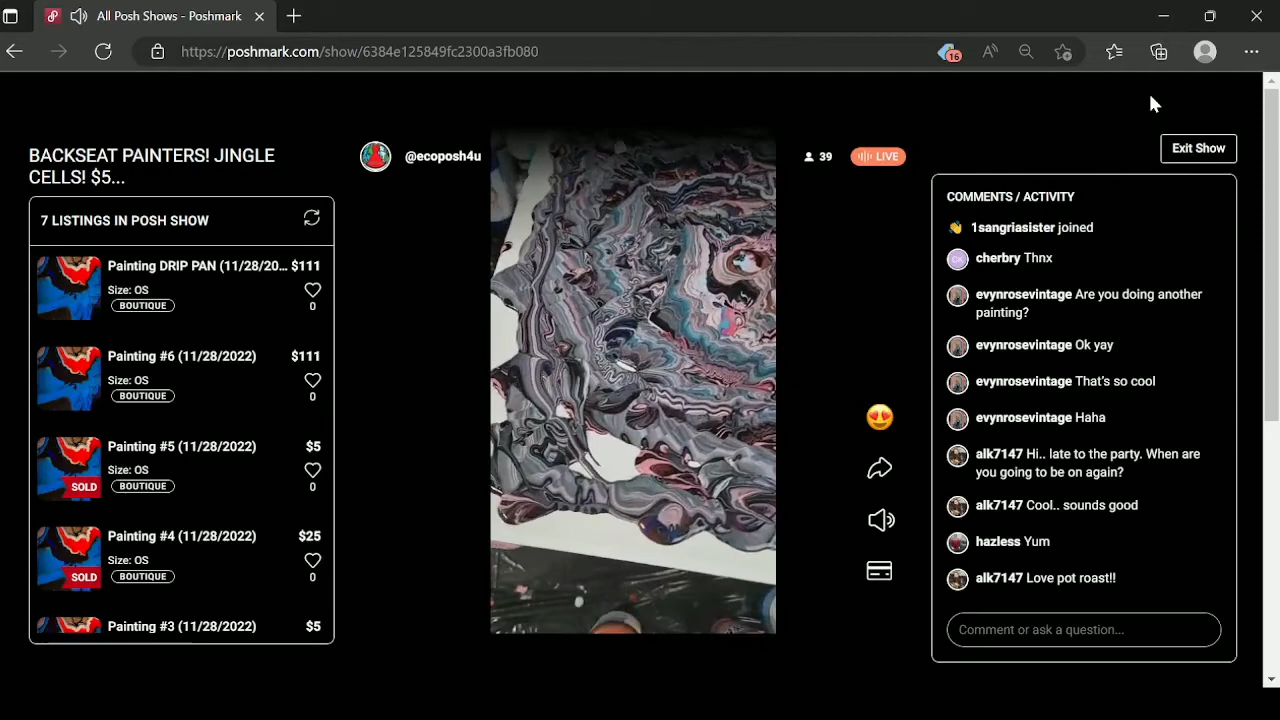 All Posh Shows - Poshmark
https://poshmark.com/show/6384e125849fc2300a3fb080
16
BACKSEAT PAINTERS! JINGLE
CELLS! $5...
7 LISTINGS IN POSH SHOW
Painting DRIP PAN (11/28/20... $111
Size: OS
BOUTIQUE
0
Painting #6 (11/28/2022) $111
Size: OS
BOUTIQUE
0
Painting #5 (11/28/2022) $5
Size: OS
BOUTIQUE
SOLD
0
Painting #4 (11/28/2022) $25
Size: OS
BOUTIQUE
SOLD
0
Painting #3 (11/28/2022) $5
@ecoposh4u
39
LIVE
Exit Show
COMMENTS / ACTIVITY
1sangriasister joined
CK
cherbry Thnx
evynrosevintage Are you doing another
painting?
evynrosevintage Ok yay
evynrosevintage That's so cool
evynrosevintage Haha
alk7147 Hi.. late to the party. When are
you going to be on again?
alk7147 Cool.. sounds good
hazless Yum
alk7147 Love pot roast!!
Comment or ask a question...